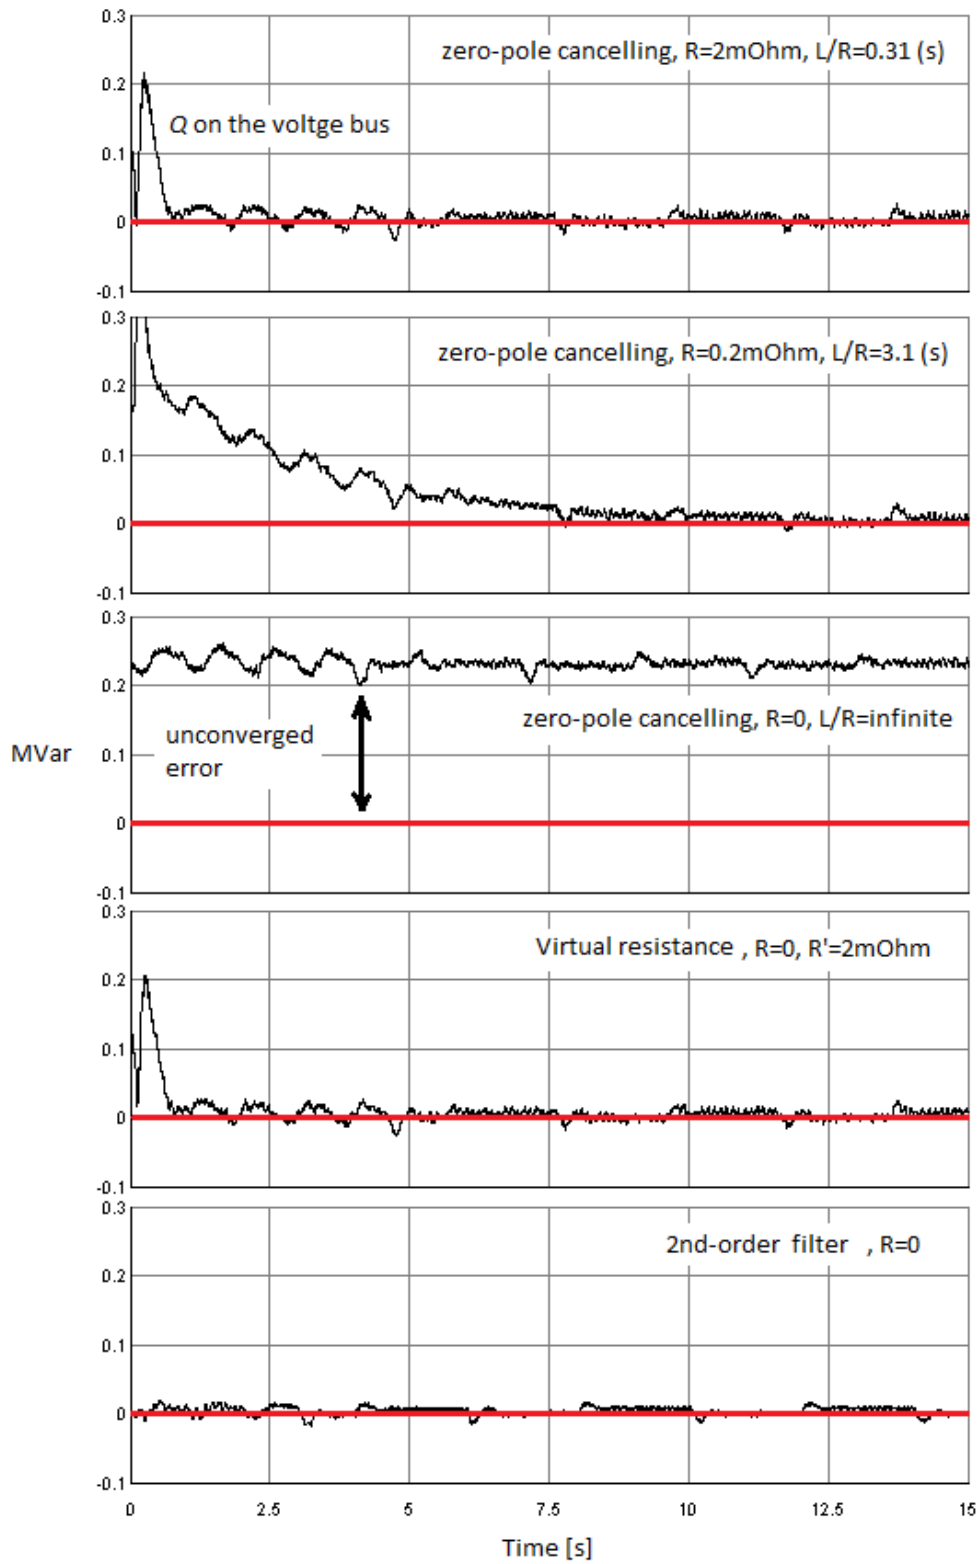 0.3
zero-pole cancelling, R=2mOhm, L/R=0.31 (s)
0.2
Q on the voltge bus
0.1
0
-0.1
0.3
zero-pole cancelling, R=0.2mOhm, L/R=3.1 (s)
0.2
0.1
0
-0.1
0.3
0.2
zero-pole cancelling, R=0, L/R=infinite
unconverged
error
MVar
0.1
0
-0.1
0.3
Virtual resistance , R=0, R'=2mOhm
0.2
0.1
0
-0.1
0.3
2nd-order filter , R=0
0.2
0.1
0
-0.1
0 2.5 5 7.5 10 12.5 15
Time [s]